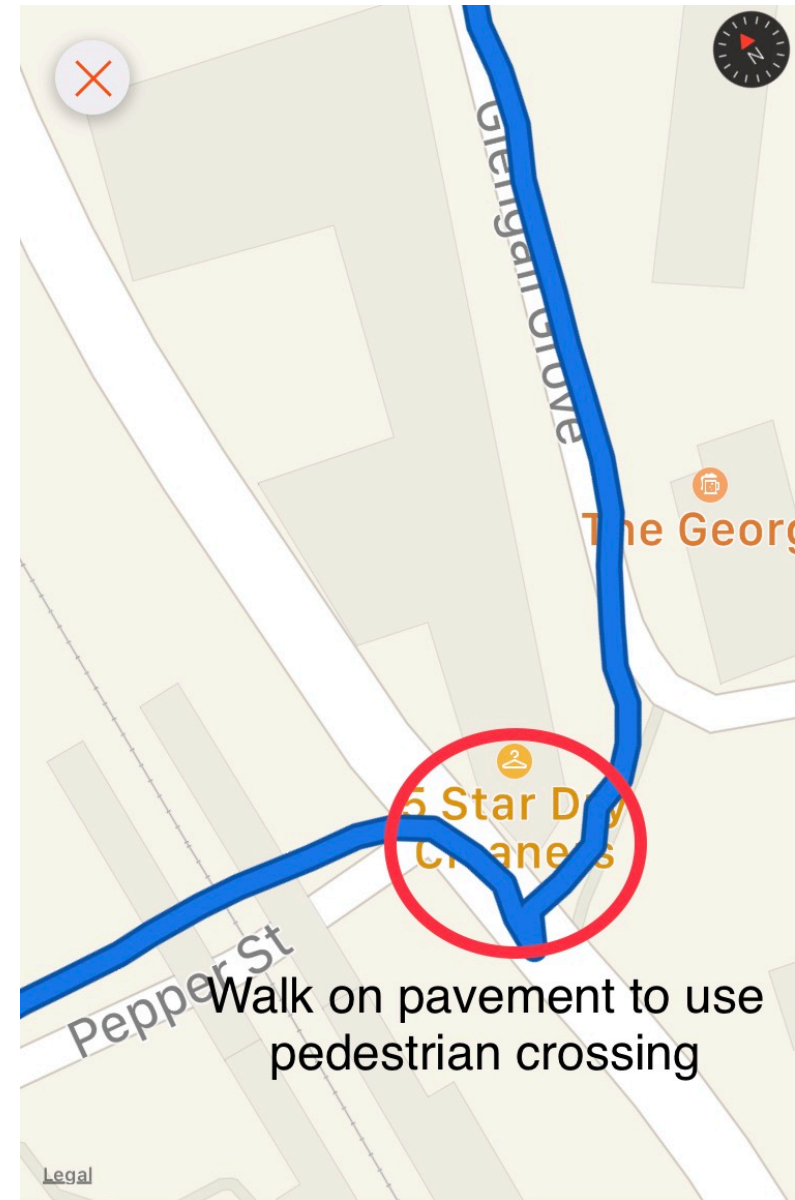 N
Glengall Grove
The Georg
5 Star Dry
Cleaners
Pepper St
Walk on pavement to use
pedestrian crossing
Legal